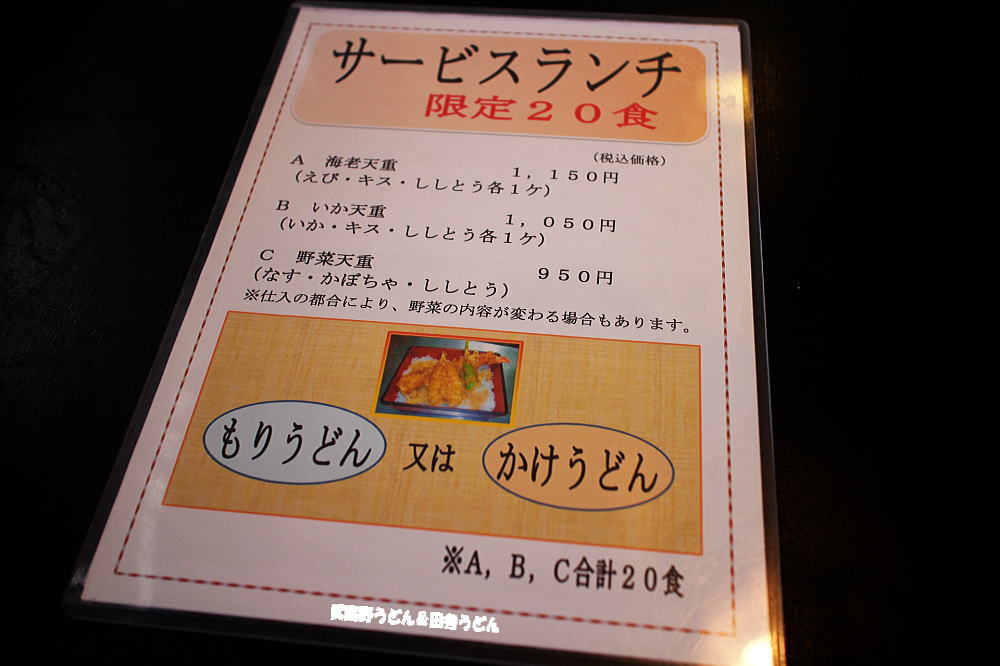 サービスランチ
限定２０食
（税込価格）
A　海老天重　１，１５０円
（えび・キス・ししとう各１ケ）
B　いか天重　１，０５０円
（いか・キス・ししとう各１ケ）
C　野菜天重　９５０円
（なす・かぼちゃ・ししとう）
※仕入の都合により、野菜の内容が変わる場合もあります。
もりうどん　又は　かけうどん
※A，B，C合計２０食
武蔵野うどん＆田舎うどん